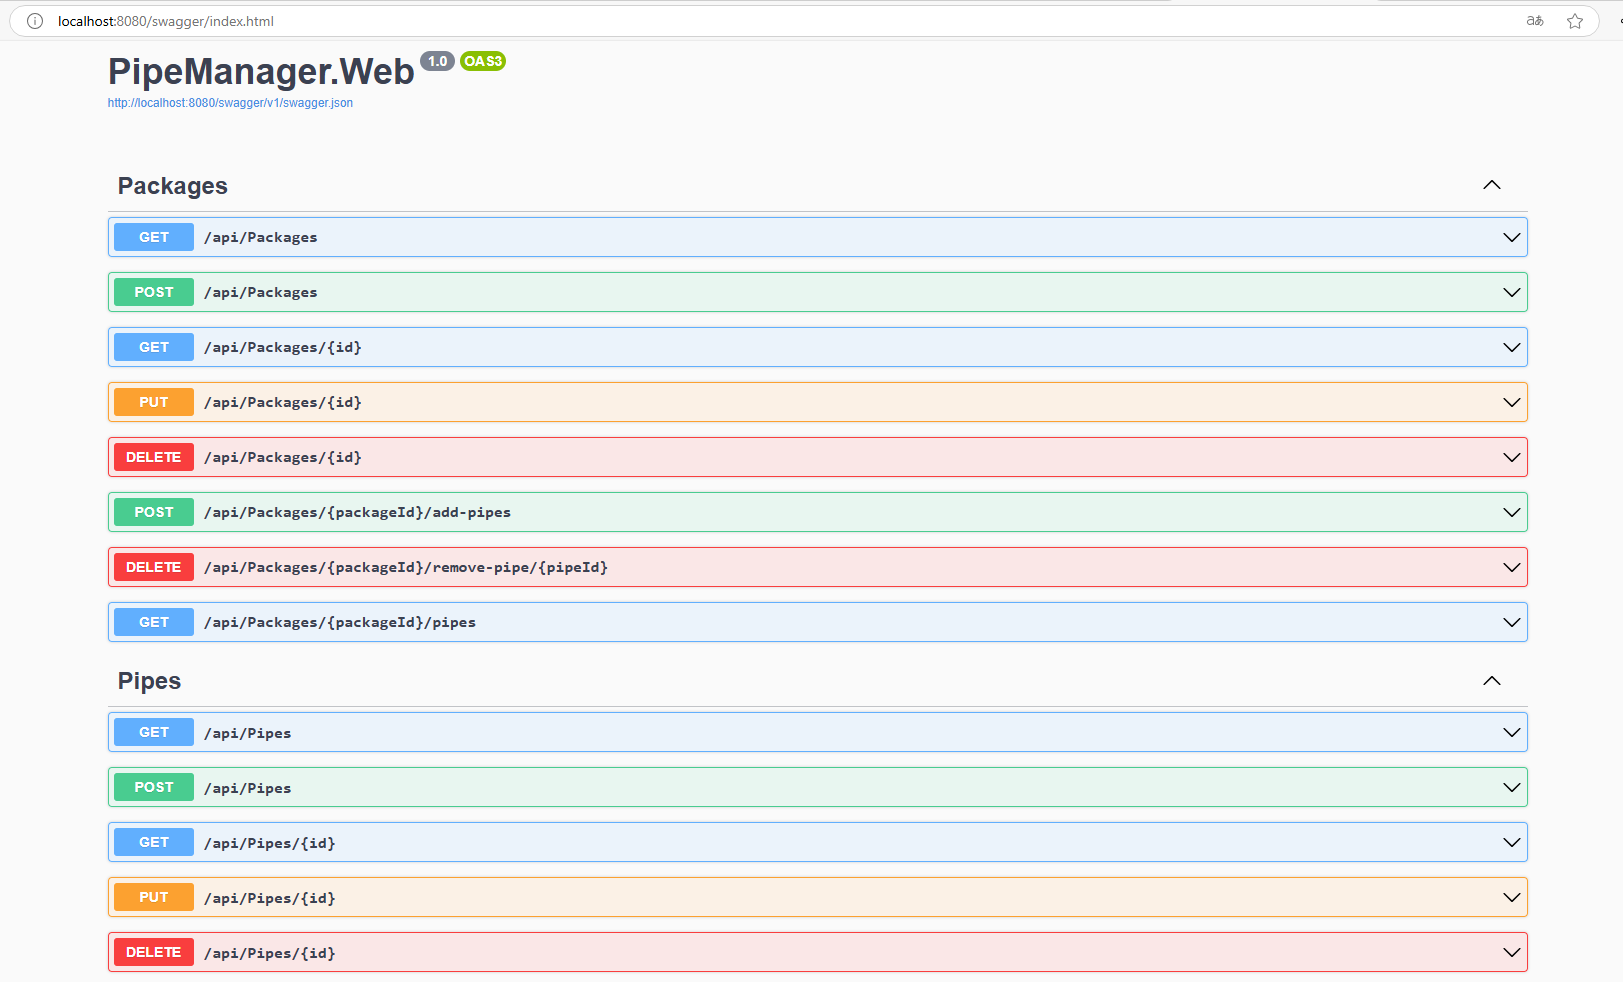 localhost:8080/swagger/index.html
PipeManager.Web 1.0 OAS3
http://localhost:8080/swagger/v1/swagger.json
Packages
GET /api/Packages
POST /api/Packages
GET /api/Packages/{id}
PUT /api/Packages/{id}
DELETE /api/Packages/{id}
POST /api/Packages/{packageId}/add-pipes
DELETE /api/Packages/{packageId}/remove-pipe/{pipeId}
GET /api/Packages/{packageId}/pipes
Pipes
GET /api/Pipes
POST /api/Pipes
GET /api/Pipes/{id}
PUT /api/Pipes/{id}
DELETE /api/Pipes/{id}